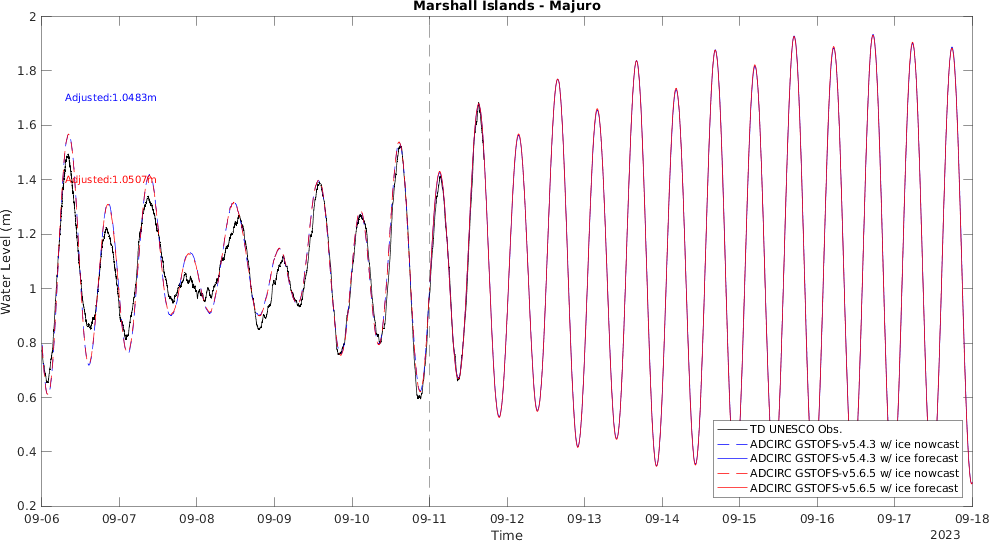 Marshall Islands - Majuro
2
1.8
1.6
1.4
1.2
1
0.8
0.6
0.4
0.2
Water Level (m)
Adjusted:1.0483m
Adjusted:1.0507m
TD UNESCO Obs.
ADCIRC GSTOFS-v5.4.3 w/ ice nowcast
ADCIRC GSTOFS-v5.4.3 w/ ice forecast
ADCIRC GSTOFS-v5.6.5 w/ ice nowcast
ADCIRC GSTOFS-v5.6.5 w/ ice forecast
09-06 09-07 09-08 09-09 09-10 09-11 09-12 09-13 09-14 09-15 09-16 09-17 09-18
Time
2023